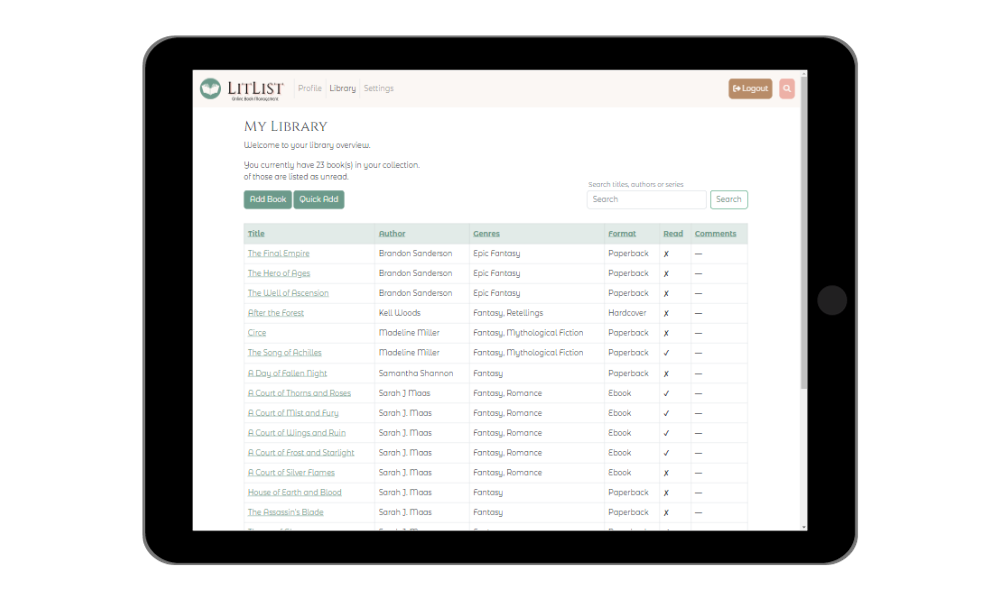 LITLIST
Online Book Management
Profile Library Settings
Logout
MY LIBRARY
Welcome to your library overview.
You currently have 23 book(s) in your collection.
of those are listed as unread.
Search titles, authors or series
Add Book Quick Add Search Search
Title Author Genres Format Read Comments
The Final Empire Brandon Sanderson Epic Fantasy Paperback ✗ —
The Hero of Ages Brandon Sanderson Epic Fantasy Paperback ✗ —
The Well of Ascension Brandon Sanderson Epic Fantasy Paperback ✗ —
After the Forest Kell Woods Fantasy, Retellings Hardcover ✗ —
Circe Madeline Miller Fantasy, Mythological Fiction Paperback ✗ —
The Song of Achilles Madeline Miller Fantasy, Mythological Fiction Paperback ✓ —
A Day of Fallen Night Samantha Shannon Fantasy Paperback ✗ —
A Court of Thorns and Roses Sarah J Maas Fantasy, Romance Ebook ✓ —
A Court of Mist and Fury Sarah J. Maas Fantasy, Romance Ebook ✓ —
A Court of Wings and Ruin Sarah J. Maas Fantasy, Romance Ebook ✓ —
A Court of Frost and Starlight Sarah J. Maas Fantasy, Romance Ebook ✓ —
A Court of Silver Flames Sarah J. Maas Fantasy, Romance Ebook ✗ —
House of Earth and Blood Sarah J. Maas Fantasy Paperback ✗ —
The Assassin's Blade Sarah J. Maas Fantasy Paperback ✗ —